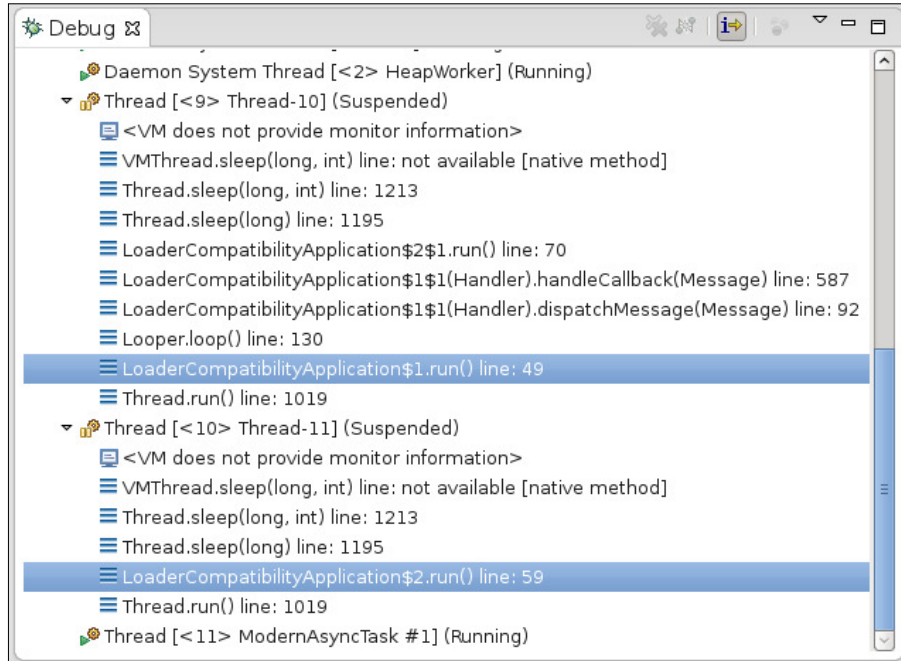 Debug
Daemon System Thread [<2> HeapWorker] (Running)
Thread [<9> Thread-10] (Suspended)
<VM does not provide monitor information>
VMThread.sleep(long, int) line: not available [native method]
Thread.sleep(long, int) line: 1213
Thread.sleep(long) line: 1195
LoaderCompatibilityApplication$2$1.run() line: 70
LoaderCompatibilityApplication$1$1(Handler).handleCallback(Message) line: 587
LoaderCompatibilityApplication$1$1(Handler).dispatchMessage(Message) line: 92
Looper.loop() line: 130
LoaderCompatibilityApplication$1.run() line: 49
Thread.run() line: 1019
Thread [<10> Thread-11] (Suspended)
<VM does not provide monitor information>
VMThread.sleep(long, int) line: not available [native method]
Thread.sleep(long, int) line: 1213
Thread.sleep(long) line: 1195
LoaderCompatibilityApplication$2.run() line: 59
Thread.run() line: 1019
Thread [<11> ModernAsyncTask #1] (Running)